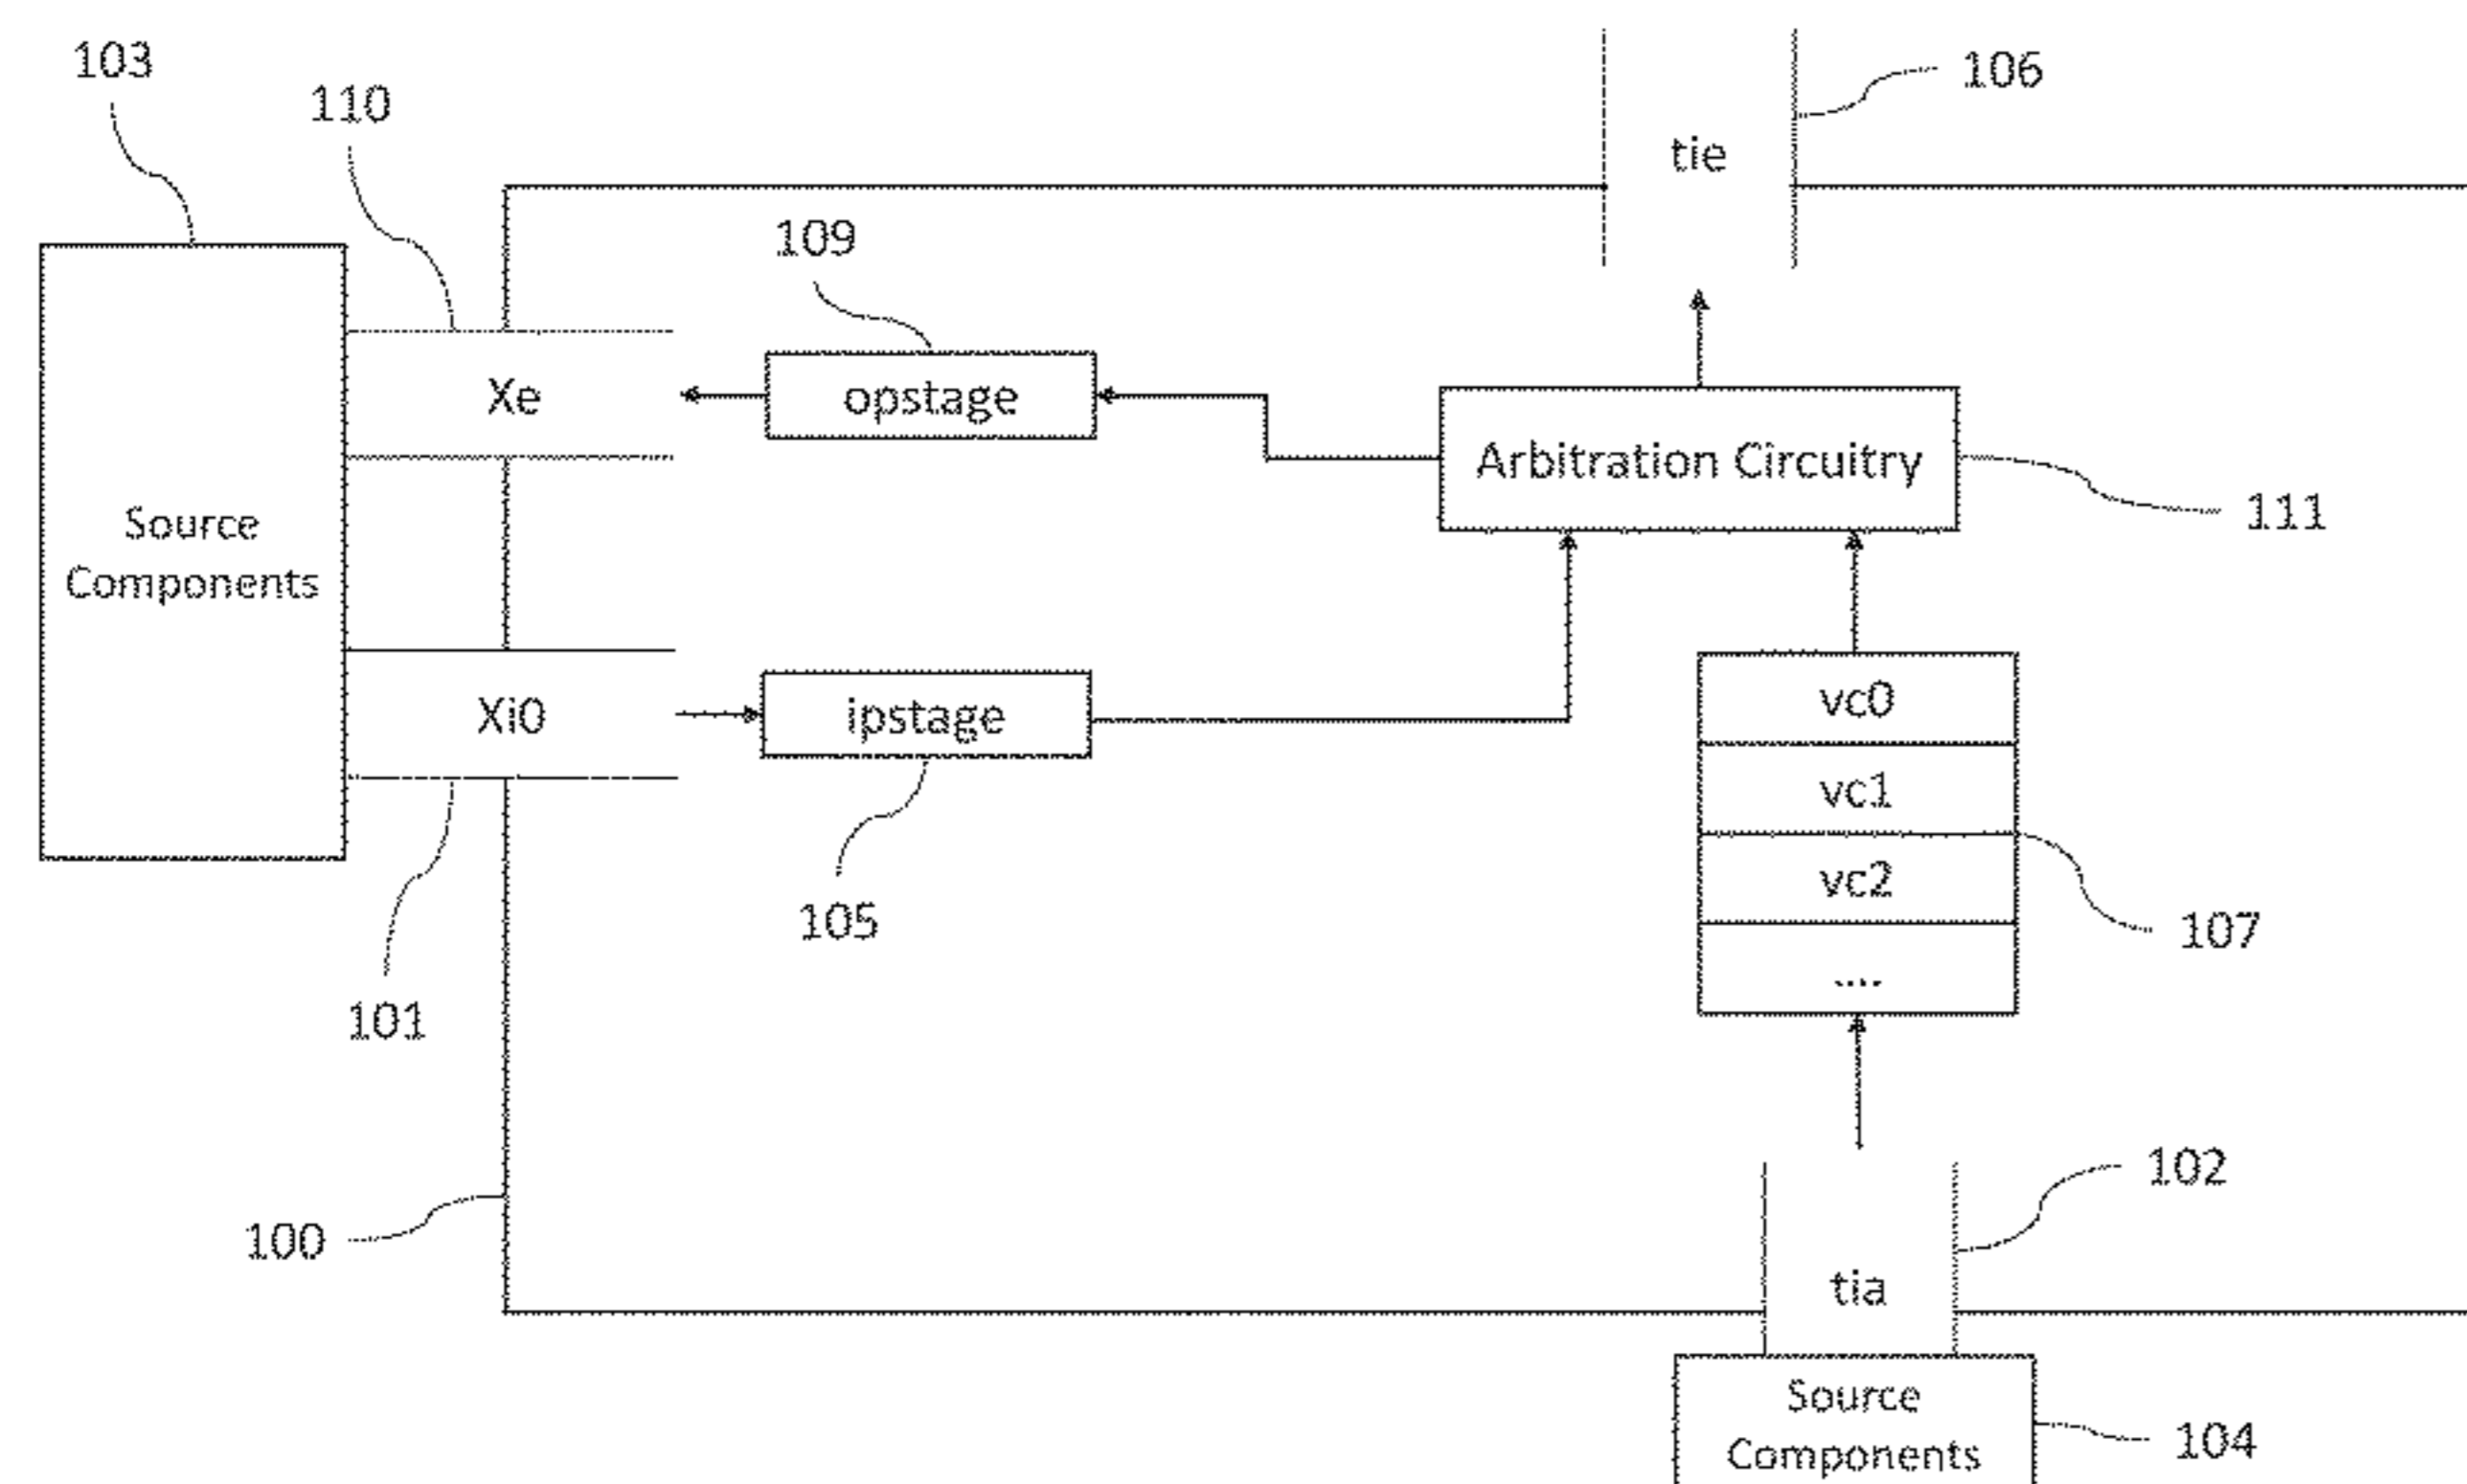 103
110
106
tie
109
Xe
opstage
Arbitration Circuitry
111
Source
Components
Xi0
ipstage
vc0
vc1
vc2
....
105
107
101
102
100
tia
Source
Components
104